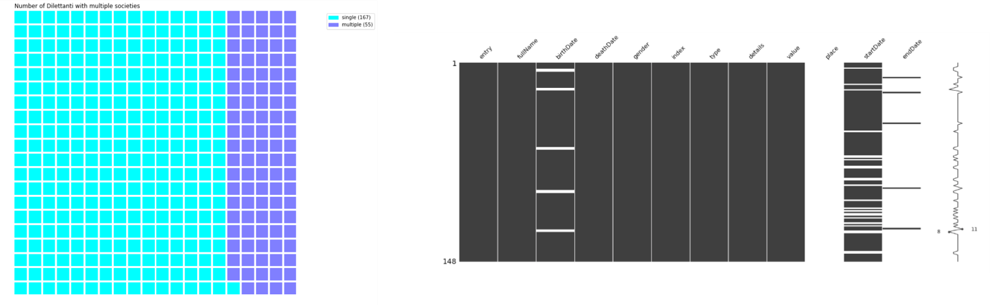 Number of Dilettanti with multiple societies
single (167)
multiple (55)
entry
fullName
birthDate
deathDate
gender
index
type
details
value
place
startDate
endDate
1
148
8
11